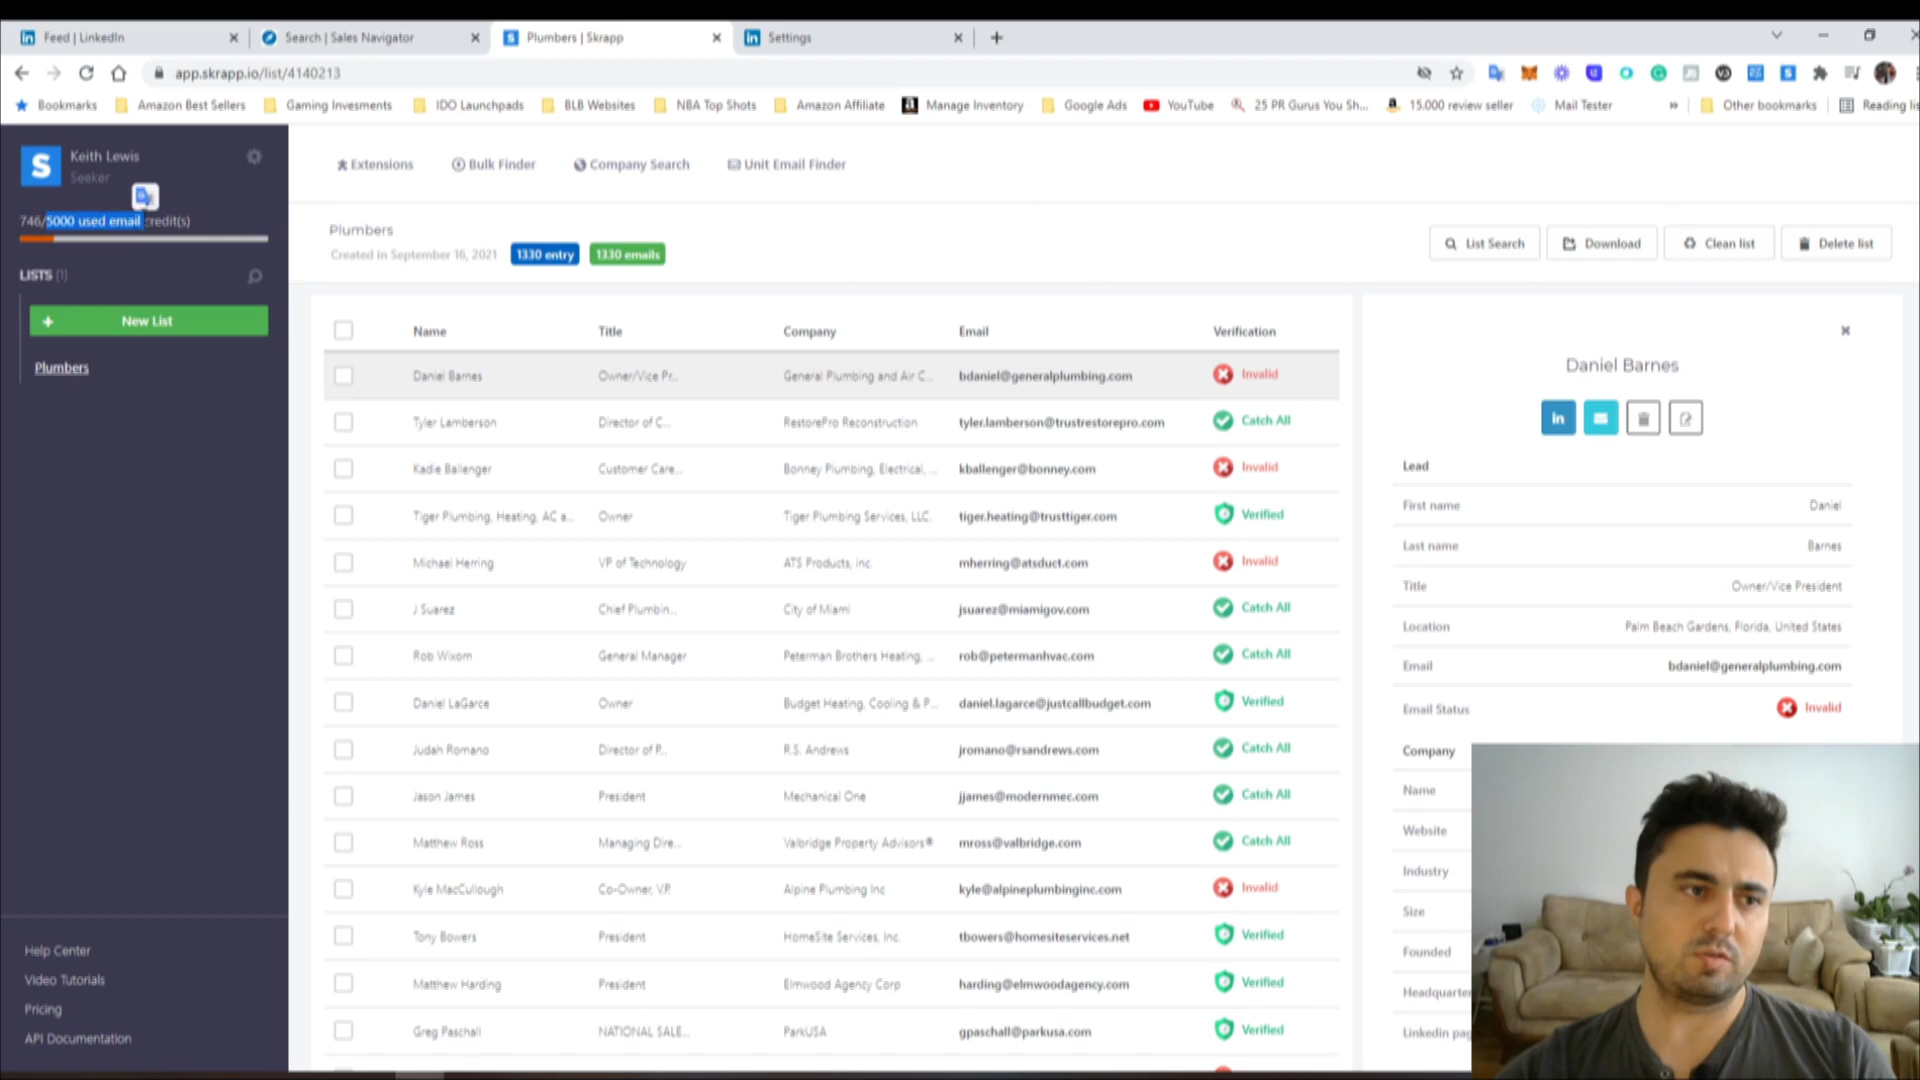 Feed | LinkedIn
Search | Sales Navigator
Plumbers | Skrapp
Settings
app.skrapp.io/list/4140213
Bookmarks
Amazon Best Sellers
Gaming Invesments
IDO Launchpads
BLB Websites
NBA Top Shots
Amazon Affiliate
Manage Inventory
Google Ads
YouTube
25 PR Gurus You Sh...
15.000 review seller
Mail Tester
»
Other bookmarks
Reading lis
S
Keith Lewis
Seeker
746/5000 used email credit(s)
LISTS (1)
+ New List
Plumbers
Help Center
Video Tutorials
Pricing
API Documentation
Extensions
Bulk Finder
Company Search
Unit Email Finder
Plumbers
Created in September 16, 2021
1330 entry
1330 emails
List Search
Download
Clean list
Delete list
Name Title Company Email Verification
Daniel Barnes Owner/Vice Pr... General Plumbing and Air C... bdaniel@generalplumbing.com Invalid
Tyler Lamberson Director of C... RestorePro Reconstruction tyler.lamberson@trustrestorepro.com Catch All
Kadie Ballenger Customer Care... Bonney Plumbing, Electrical, ... kballenger@bonney.com Invalid
Tiger Plumbing, Heating, AC a... Owner Tiger Plumbing Services, LLC. tiger.heating@trusttiger.com Verified
Michael Herring VP of Technology ATS Products, Inc. mherring@atsduct.com Invalid
J Suarez Chief Plumbin... City of Miami jsuarez@miamigov.com Catch All
Rob Wixom General Manager Peterman Brothers Heating, ... rob@petermanhvac.com Catch All
Daniel LaGarce Owner Budget Heating, Cooling & P... daniel.lagarce@justcallbudget.com Verified
Judah Romano Director of P... R.S. Andrews jromano@rsandrews.com Catch All
Jason James President Mechanical One jjames@modernmec.com Catch All
Matthew Ross Managing Dire... Valbridge Property Advisors® mross@valbridge.com Catch All
Kyle MacCullough Co-Owner, V.P. Alpine Plumbing Inc kyle@alpineplumbinginc.com Invalid
Tony Bowers President HomeSite Services, Inc. tbowers@homesiteservices.net Verified
Matthew Harding President Elmwood Agency Corp harding@elmwoodagency.com Verified
Greg Paschall NATIONAL SALE... ParkUSA gpaschall@parkusa.com Verified
Daniel Barnes
in
Lead
First name Daniel
Last name Barnes
Title Owner/Vice President
Location Palm Beach Gardens, Florida, United States
Email bdaniel@generalplumbing.com
Email Status Invalid
Company
Name
Website
Industry
Size
Founded
Headquarter
Linkedin pag